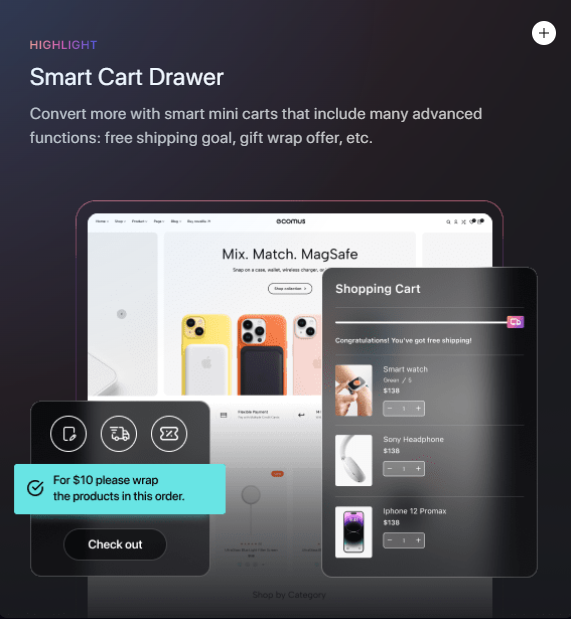 HIGHLIGHT
Smart Cart Drawer
Convert more with smart mini carts that include many advanced
functions: free shipping goal, gift wrap offer, etc.
Home Shop Product Page Blog Buy now
ecomus
Mix. Match. MagSafe
Snap on a case, wallet, wireless charger, or
Shop collection
Shopping Cart
Congratulations! You've got free shipping!
Smart watch
Green / S
$138
- 1 +
Sony Headphone
$138
- 1 +
Iphone 12 Promax
$138
- 1 +
Flexible Payment
For $10 please wrap
the products in this order.
Check out
Shop by Category